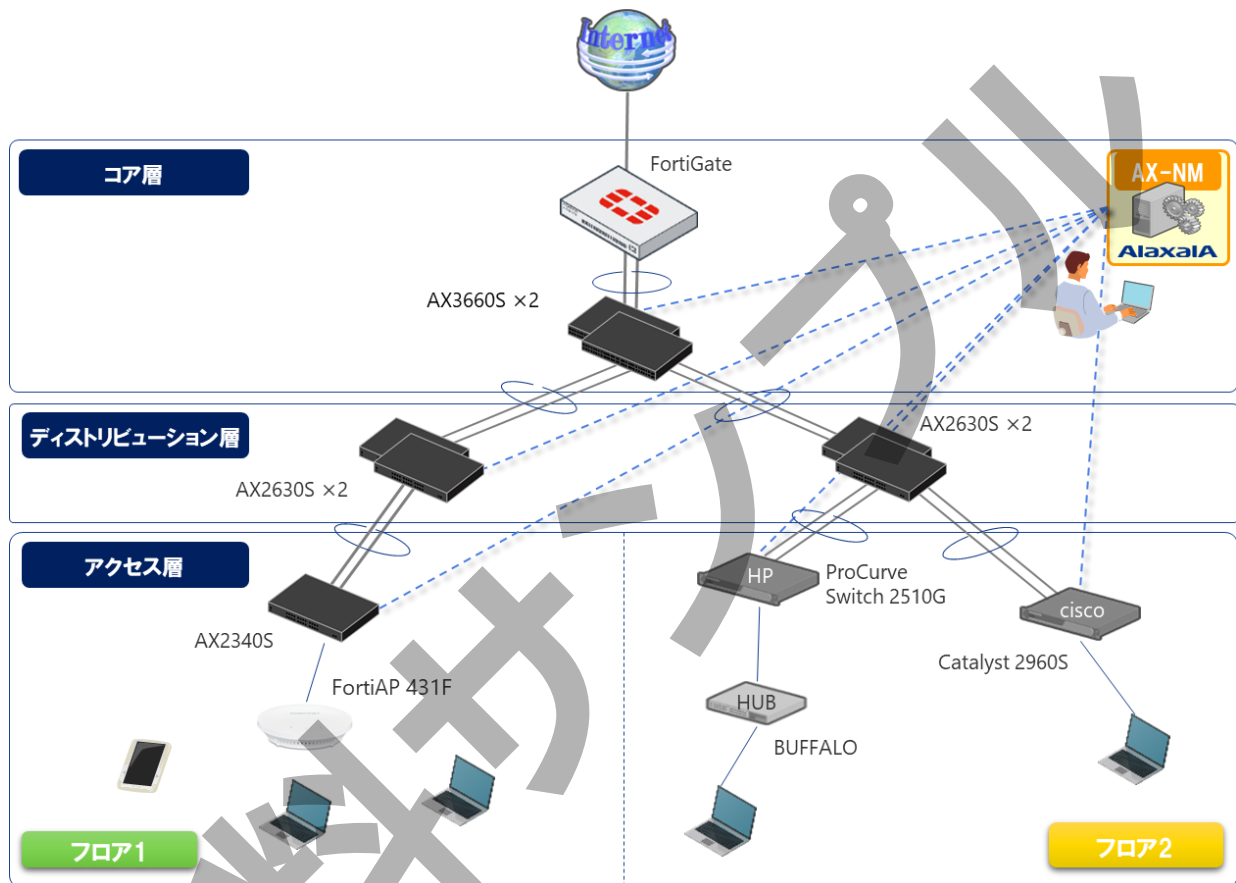 Internet
コア層
FortiGate
AX-NM
AlaxalA
AX3660S ×2
ディストリビューション層
AX2630S ×2
AX2630S ×2
アクセス層
HP
ProCurve
Switch 2510G
cisco
AX2340S
Catalyst 2960S
FortiAP 431F
HUB
BUFFALO
フロア1
フロア2
サンプル